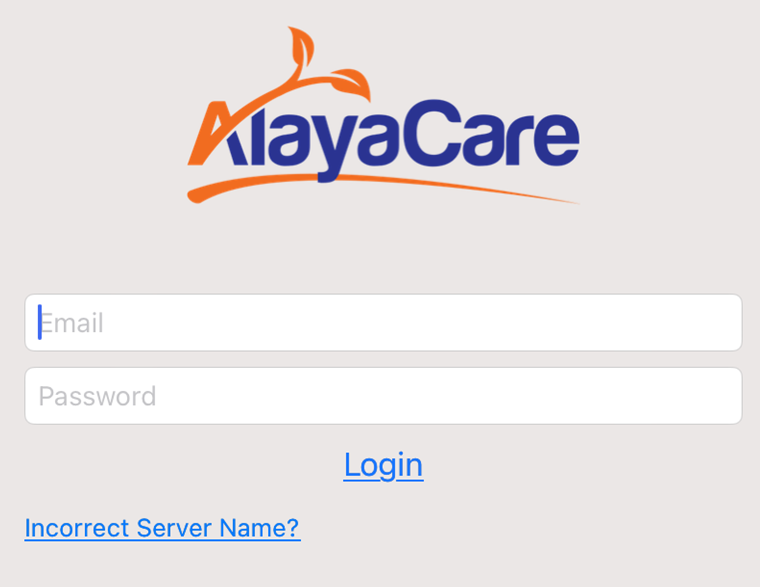 AlayaCare
Email
Password
Login
Incorrect Server Name?